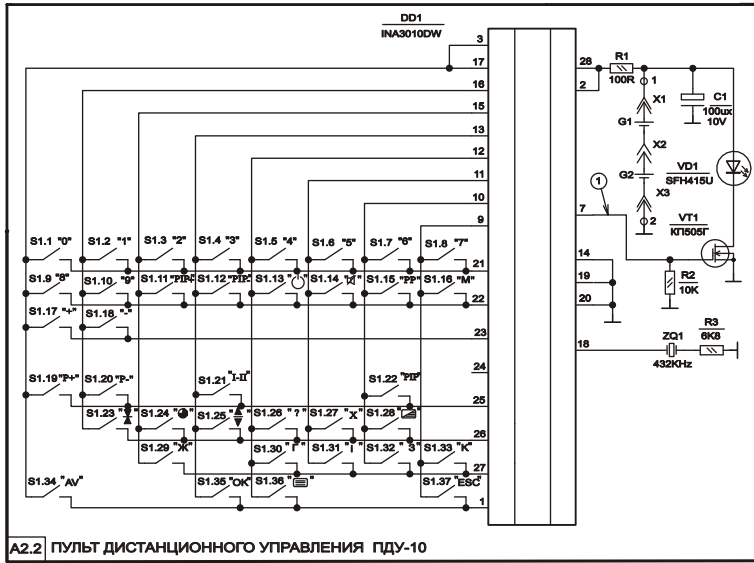 DD1
INA3010DW
3
17
16
15
13
12
11
10
9
28
2
R1
100R
1
X1
G1
X2
G2
X3
2
C1
100ux
10V
VD1
SFH415U
1
7
VT1
КП505Г
14
19
20
R2
10K
18
ZQ1
432KHz
R3
6K8
S1.1 "0" S1.2 "1" S1.3 "2" S1.4 "3" S1.5 "4" S1.6 "5" S1.7 "6" S1.8 "7"
21
S1.9 "8" S1.10 "9" S1.11 "PIP+" S1.12 "PIP-" S1.13 S1.14 S1.15 "PP" S1.16 "M"
22
S1.17 "+" S1.18 "-"
23
24
S1.19 "P+" S1.20 "P-" S1.21 "I-II" S1.22 "PIP"
25
S1.23 S1.24 S1.25 S1.26 "?" S1.27 "X" S1.28
26
S1.29 "Ж" S1.30 "Г" S1.31 "i" S1.32 "З" S1.33 "К"
27
S1.34 "AV" S1.35 "OK" S1.36 S1.37 "ESC"
1
A2.2 ПУЛЬТ ДИСТАНЦИОННОГО УПРАВЛЕНИЯ ПДУ-10